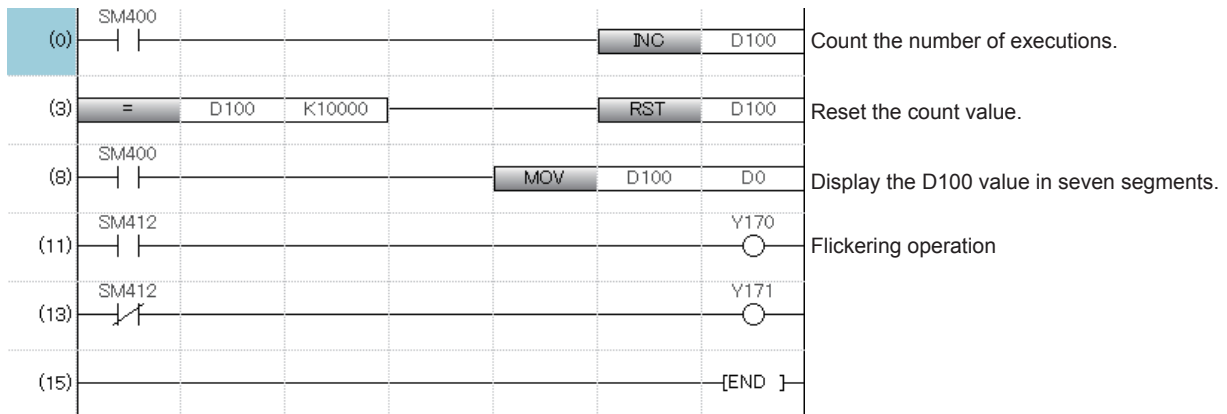 SM400
(0) INC D100 Count the number of executions.
(3) = D100 K10000 RST D100 Reset the count value.
SM400
(8) MOV D100 D0 Display the D100 value in seven segments.
SM412 Y170
(11) Flickering operation
SM412 Y171
(13)
(15) [END ]